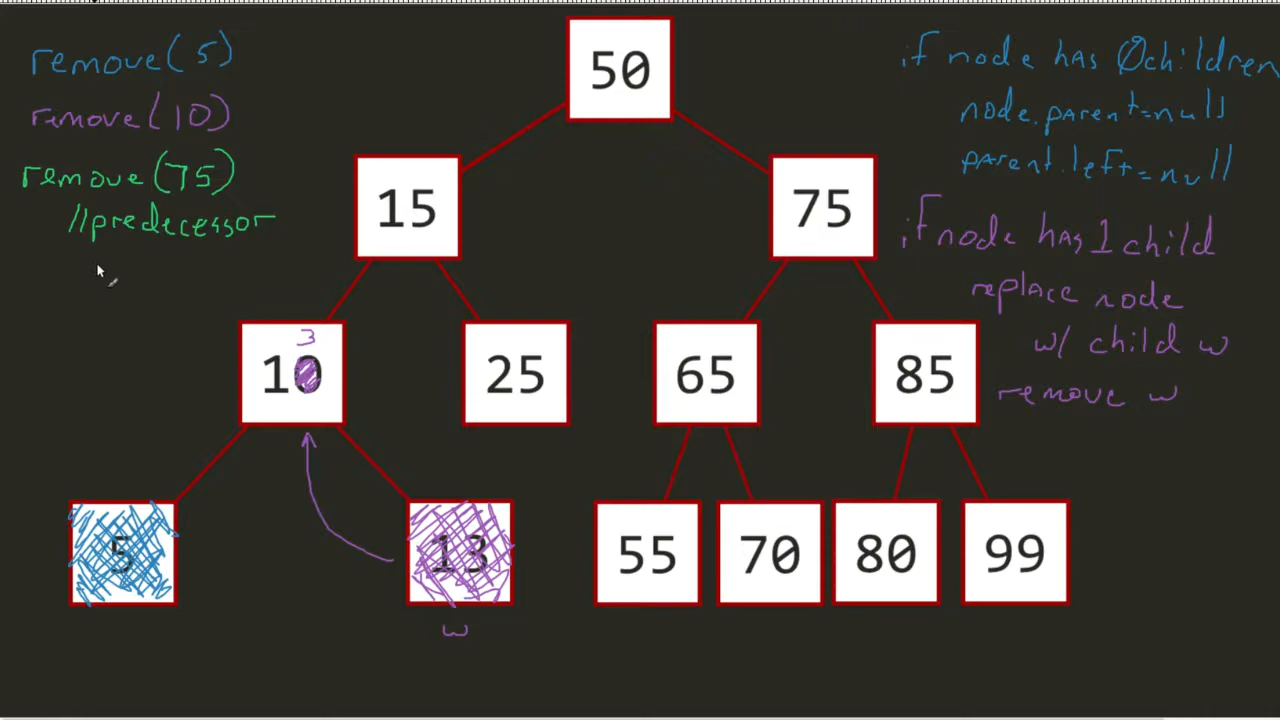 remove(5)
remove(10)
remove(75)
//predecessor
if node has 0 children
node.parent=null
parent.left=null
if node has 1 child
replace node
w/ child w
remove w
50
15
75
3
10
25
65
85
5
13
55
70
80
99
w